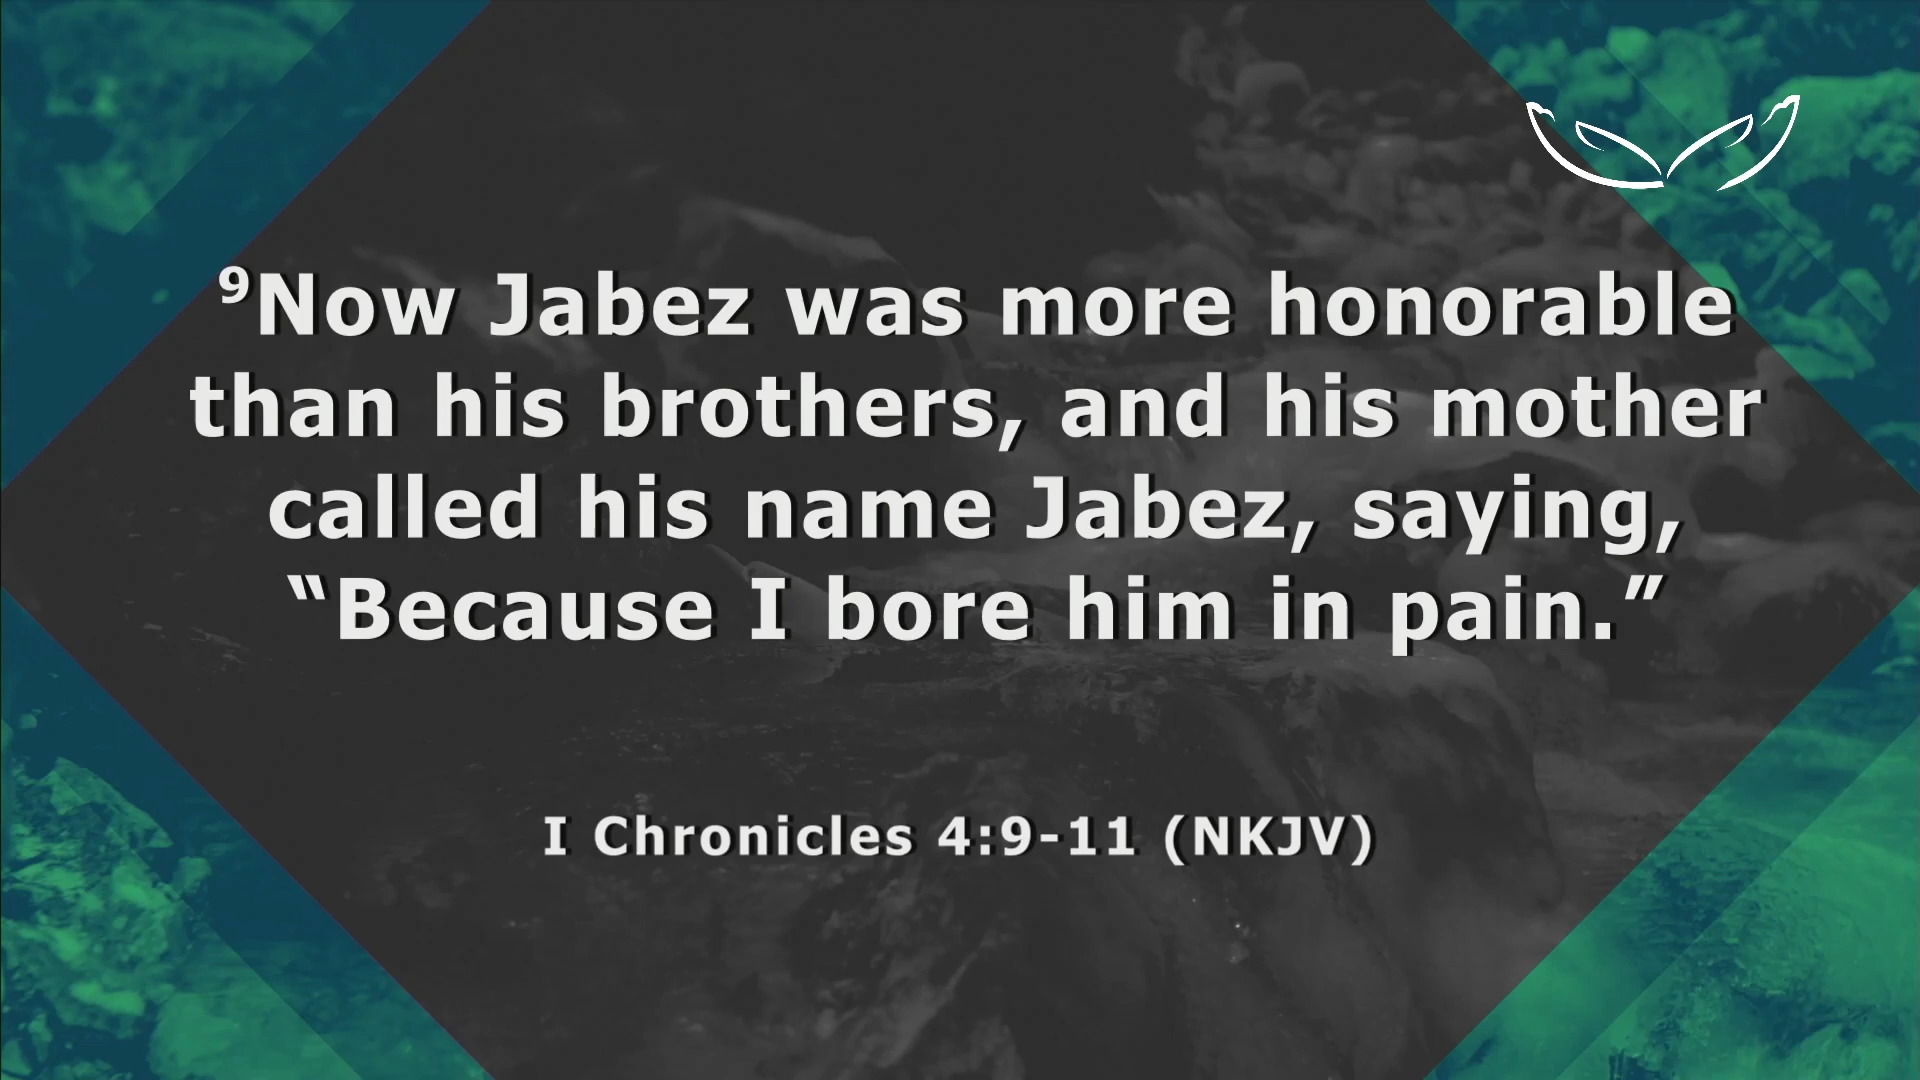 ⁹Now Jabez was more honorable
than his brothers, and his mother
called his name Jabez, saying,
“Because I bore him in pain.”
I Chronicles 4:9-11 (NKJV)